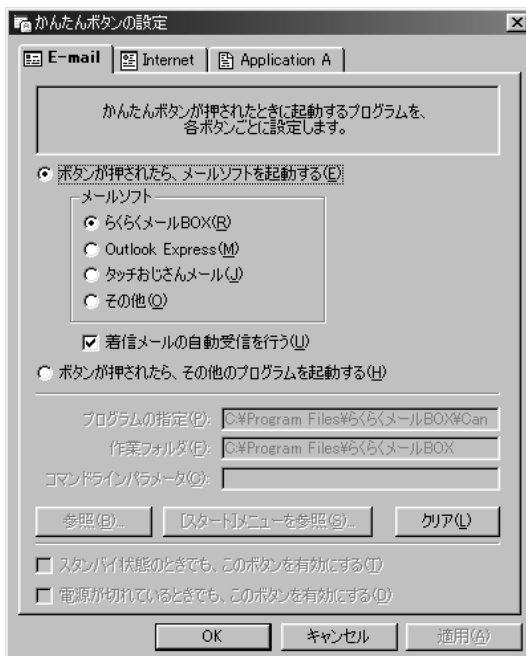 かんたんボタンの設定
E-mail Internet Application A
かんたんボタンが押されたときに起動するプログラムを、
各ボタンごとに設定します。
ボタンが押されたら、メールソフトを起動する(E)
メールソフト
らくらくメールBOX(R)
Outlook Express(M)
タッチおじさんメール(J)
その他(O)
着信メールの自動受信を行う(U)
ボタンが押されたら、その他のプログラムを起動する(H)
プログラムの指定(P): C:¥Program Files¥らくらくメールBOX¥Can
作業フォルダ(F): C:¥Program Files¥らくらくメールBOX
コマンドラインパラメータ(C):
参照(B)... [スタート]メニューを参照(S)... クリア(L)
スタンバイ状態のときでも、このボタンを有効にする(T)
電源が切れているときでも、このボタンを有効にする(D)
OK キャンセル 適用(A)